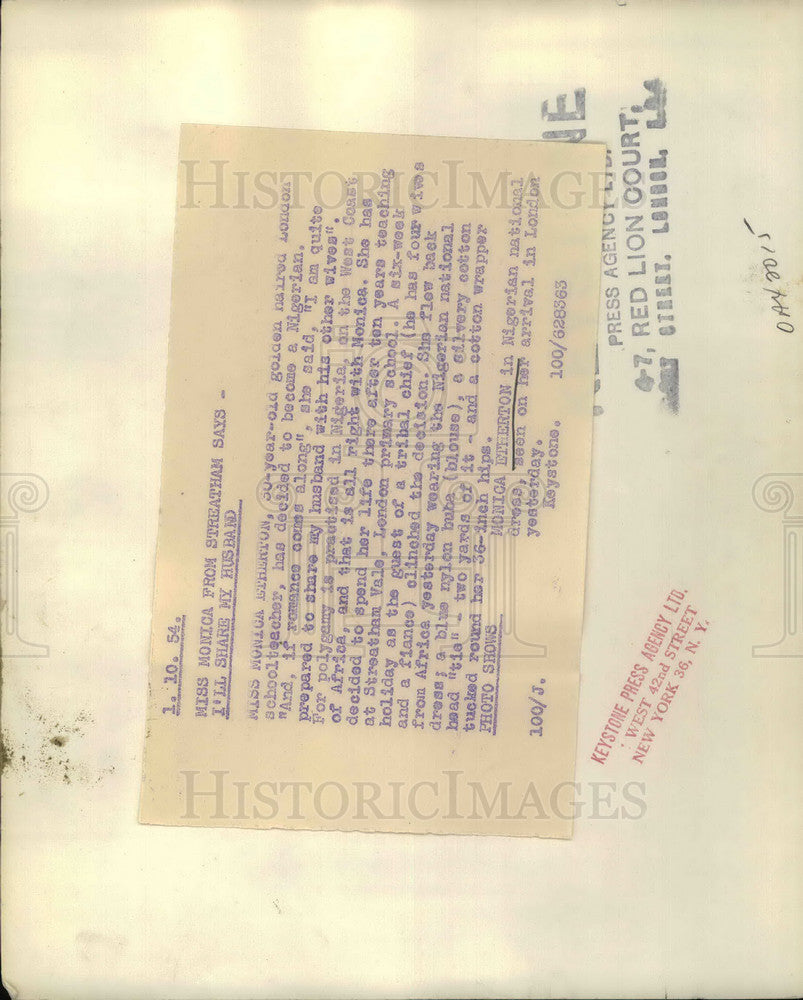 1. 10. 54.
MISS MONICA FROM STREATHAM SAYS -
I'LL SHARE MY HUSBAND
MISS MONICA ETHERTON, 30-year-old golden haired London
schoolteacher, has decided to become a Nigerian.
"And, if romance comes along", she said, "I am quite
prepared to share my husband with his other wives".
For polygamy is practised in Nigeria, on the West Coast
of Africa, and that is all right with Monica. She has
decided to spend her life there after ten years teaching
at Streatham Vale, London primary school. A six-week
holiday as the guest of a tribal chief (he has four wives
and a fiance) clinched the decision. She flew back
from Africa yesterday wearing the Nigerian national
dress; a blue nylon buba (blouse), a silvery cotton
head "tie" - two yards of it - and a cotton wrapper
tucked round her 36-inch hips.
PHOTO SHOWS MONICA ETHERTON in Nigerian national
dress, seen on her arrival in London
yesterday.
100/J. Keystone. 100/628863
NE
PRESS AGENCY LTD.
4-7, RED LION COURT,
STREET. LONDON,
KEYSTONE PRESS AGENCY LTD.
WEST 42nd STREET
NEW YORK 36, N. Y.
OAY2015
HISTORICIMAGES
HISTORICIMAGES